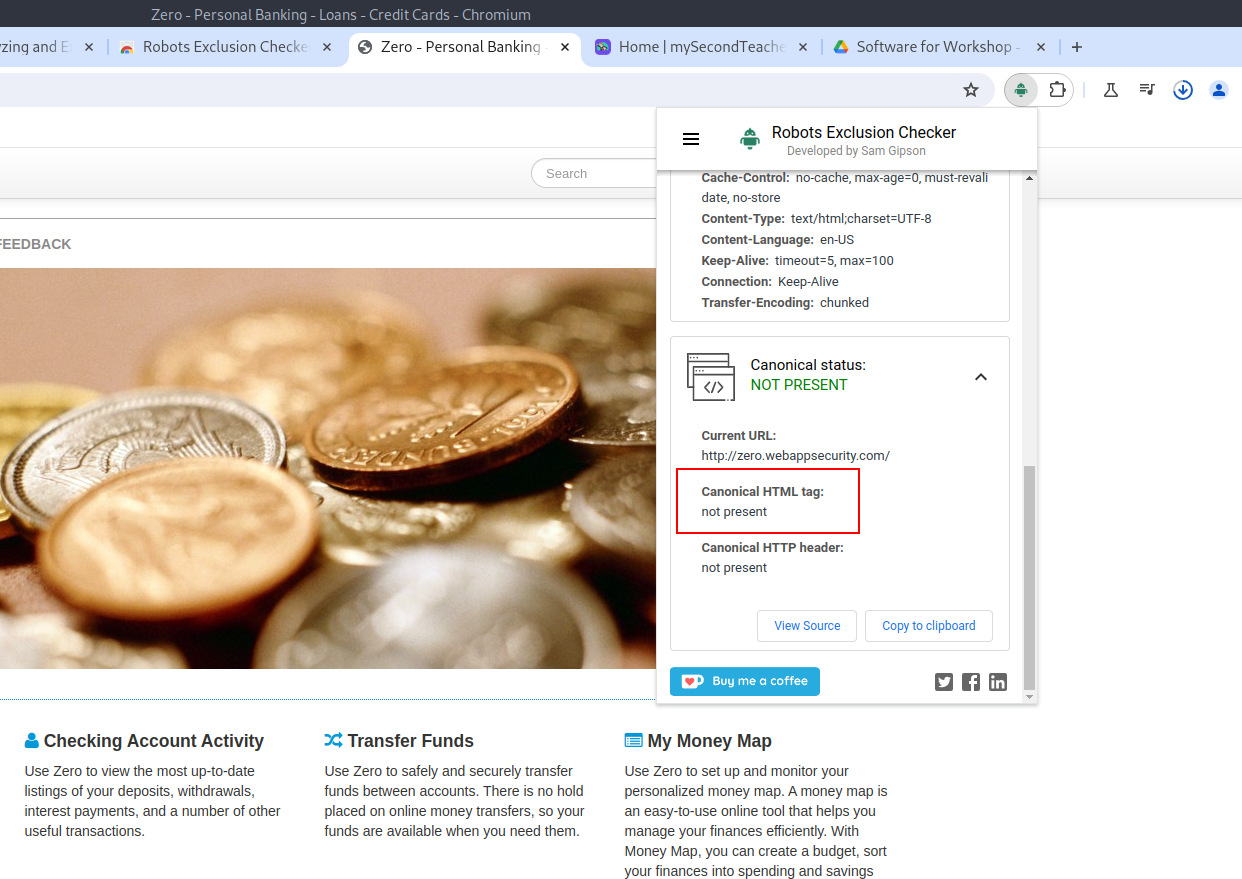 Zero - Personal Banking - Loans - Credit Cards - Chromium
zing and E
Robots Exclusion Checke
Zero - Personal Banking -
Home | mySecondTeache
Software for Workshop -
Robots Exclusion Checker
Developed by Sam Gipson
Search
Cache-Control: no-cache, max-age=0, must-revali
date, no-store
Content-Type: text/html;charset=UTF-8
Content-Language: en-US
Keep-Alive: timeout=5, max=100
Connection: Keep-Alive
Transfer-Encoding: chunked
FEEDBACK
Canonical status:
NOT PRESENT
Current URL:
http://zero.webappsecurity.com/
Canonical HTML tag:
not present
Canonical HTTP header:
not present
View Source
Copy to clipboard
Buy me a coffee
Checking Account Activity
Use Zero to view the most up-to-date
listings of your deposits, withdrawals,
interest payments, and a number of other
useful transactions.
Transfer Funds
Use Zero to safely and securely transfer
funds between accounts. There is no hold
placed on online money transfers, so your
funds are available when you need them.
My Money Map
Use Zero to set up and monitor your
personalized money map. A money map is
an easy-to-use online tool that helps you
manage your finances efficiently. With
Money Map, you can create a budget, sort
your finances into spending and savings